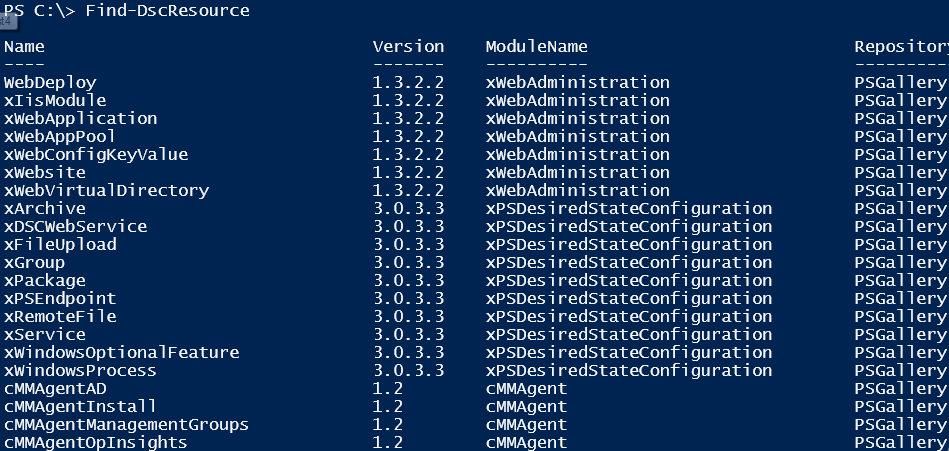 PS C:\> Find-DscResource
t4
Name Version ModuleName Repository
---- ------- ---------- ---------
WebDeploy 1.3.2.2 xWebAdministration PSGallery
xIisModule 1.3.2.2 xWebAdministration PSGallery
xWebApplication 1.3.2.2 xWebAdministration PSGallery
xWebAppPool 1.3.2.2 xWebAdministration PSGallery
xWebConfigKeyValue 1.3.2.2 xWebAdministration PSGallery
xWebsite 1.3.2.2 xWebAdministration PSGallery
xWebVirtualDirectory 1.3.2.2 xWebAdministration PSGallery
xArchive 3.0.3.3 xPSDesiredStateConfiguration PSGallery
xDSCWebService 3.0.3.3 xPSDesiredStateConfiguration PSGallery
xFileUpload 3.0.3.3 xPSDesiredStateConfiguration PSGallery
xGroup 3.0.3.3 xPSDesiredStateConfiguration PSGallery
xPackage 3.0.3.3 xPSDesiredStateConfiguration PSGallery
xPSEndpoint 3.0.3.3 xPSDesiredStateConfiguration PSGallery
xRemoteFile 3.0.3.3 xPSDesiredStateConfiguration PSGallery
xService 3.0.3.3 xPSDesiredStateConfiguration PSGallery
xWindowsOptionalFeature 3.0.3.3 xPSDesiredStateConfiguration PSGallery
xWindowsProcess 3.0.3.3 xPSDesiredStateConfiguration PSGallery
cMMAgentAD 1.2 cMMAgent PSGallery
cMMAgentInstall 1.2 cMMAgent PSGallery
cMMAgentManagementGroups 1.2 cMMAgent PSGallery
cMMAgentOpInsights 1.2 cMMAgent PSGallery